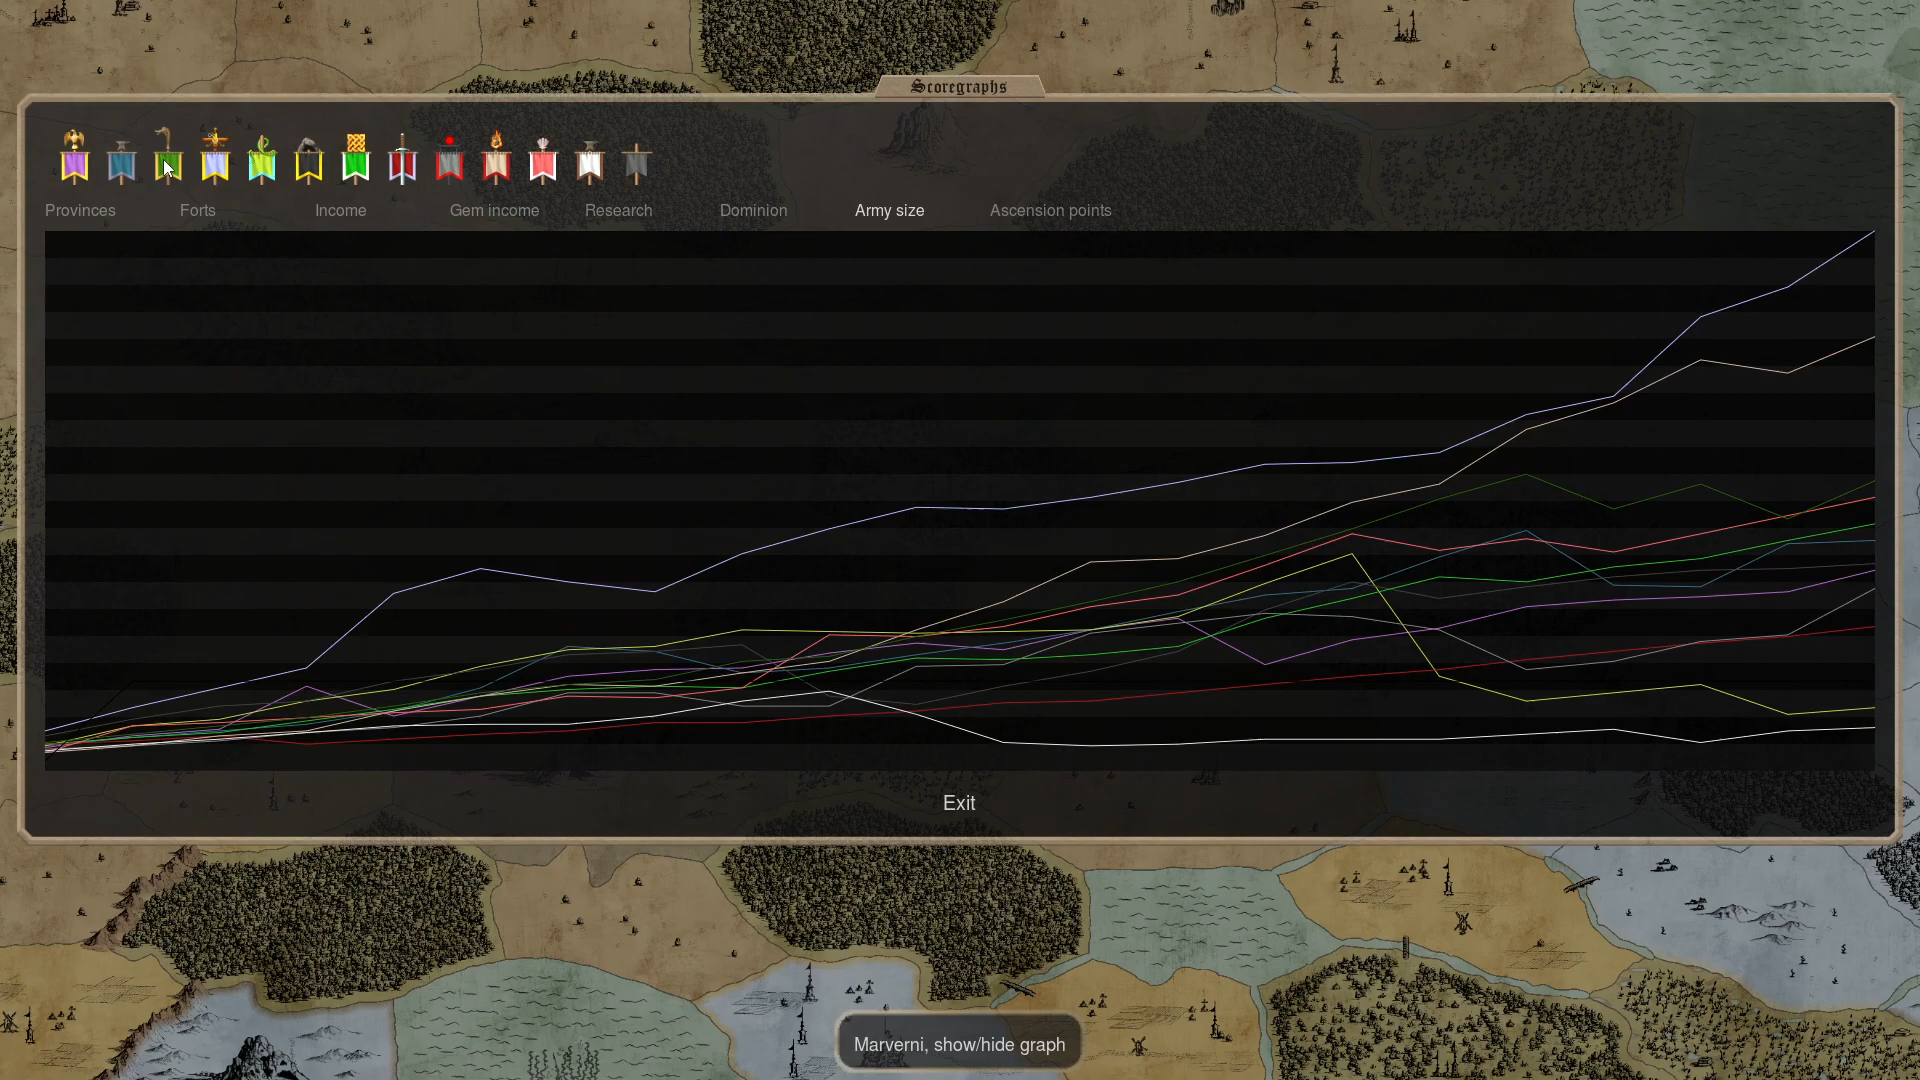 Scoregraphs
Provinces Forts Income Gem income Research Dominion Army size Ascension points
Exit
Marverni, show/hide graph